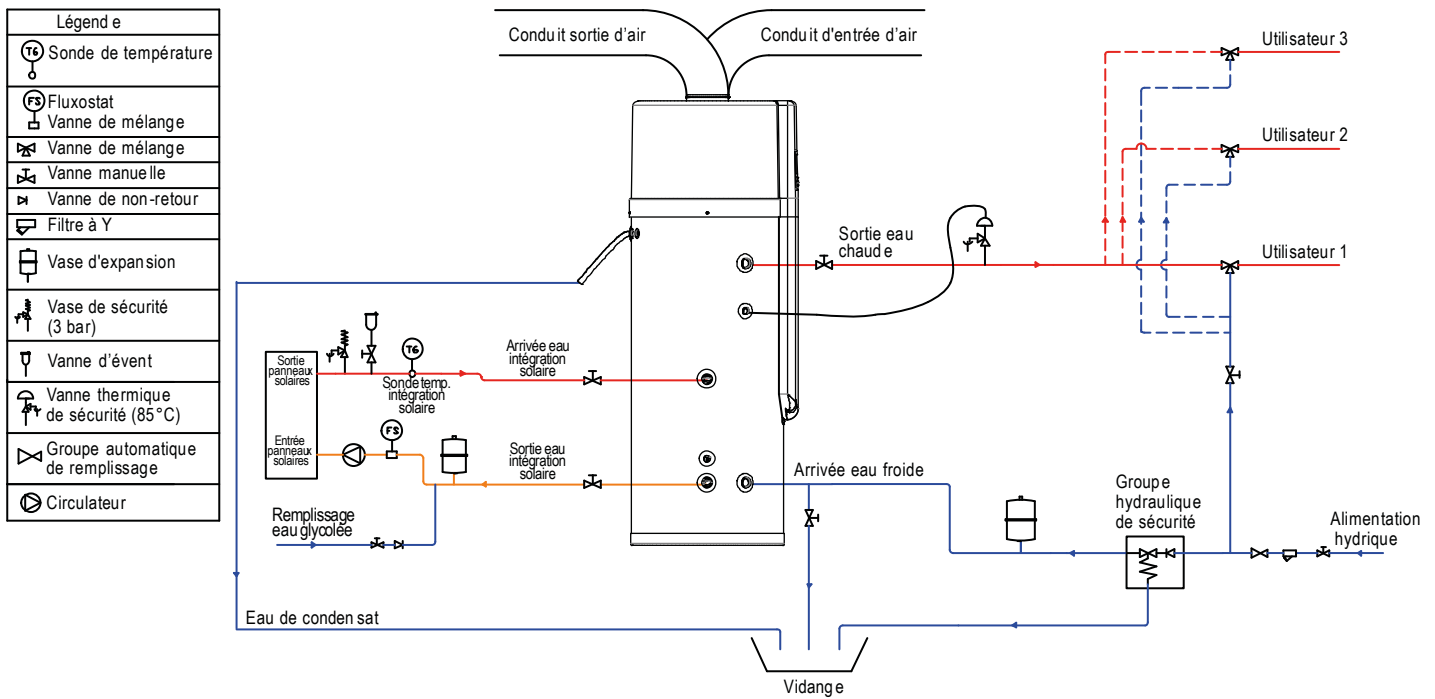 Légende
T6 Sonde de température
FS Fluxostat
Vanne de mélange
Vanne de mélange
Vanne manuelle
Vanne de non-retour
Filtre à Y
Vase d'expansion
Vase de sécurité
(3 bar)
Vanne d'évent
Vanne thermique
de sécurité (85°C)
Groupe automatique
de remplissage
Circulateur
Conduit sortie d'air
Conduit d'entrée d'air
Utilisateur 3
Utilisateur 2
Utilisateur 1
Sortie eau
chaude
Sortie
panneaux
solaires
T6
Sonde temp.
intégration
solaire
Arrivée eau
intégration
solaire
Entrée
panneaux
solaires
FS
Sortie eau
intégration
solaire
Remplissage
eau glycolée
Arrivée eau froide
Groupe
hydraulique
de sécurité
Alimentation
hydrique
Eau de condensat
Vidange